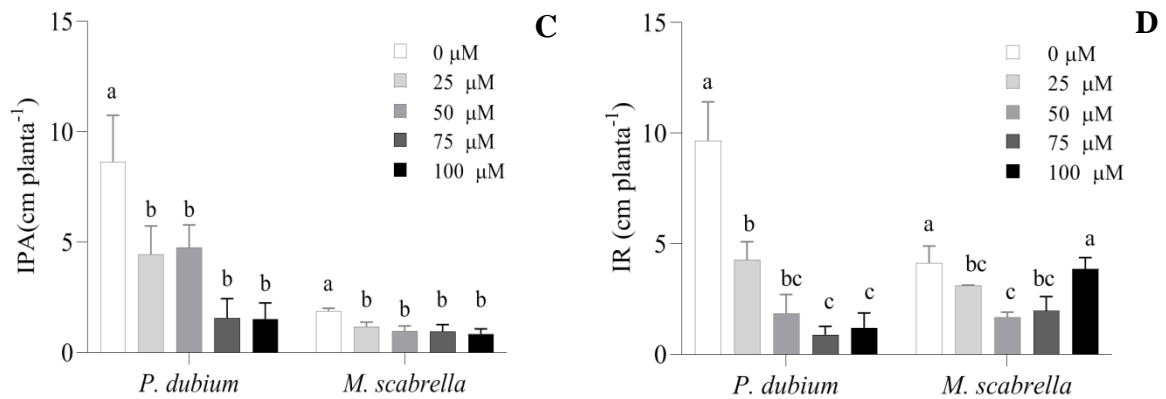 C
IPA(cm planta⁻¹)
15
10
5
0
0 μM
25 μM
50 μM
75 μM
100 μM
a
b b
b b
a
b b b b
P. dubium M. scabrella
D
IR (cm planta⁻¹)
15
10
5
0
0 μM
25 μM
50 μM
75 μM
100 μM
a
b
bc
c c
a
bc
c
bc
a
P. dubium M. scabrella